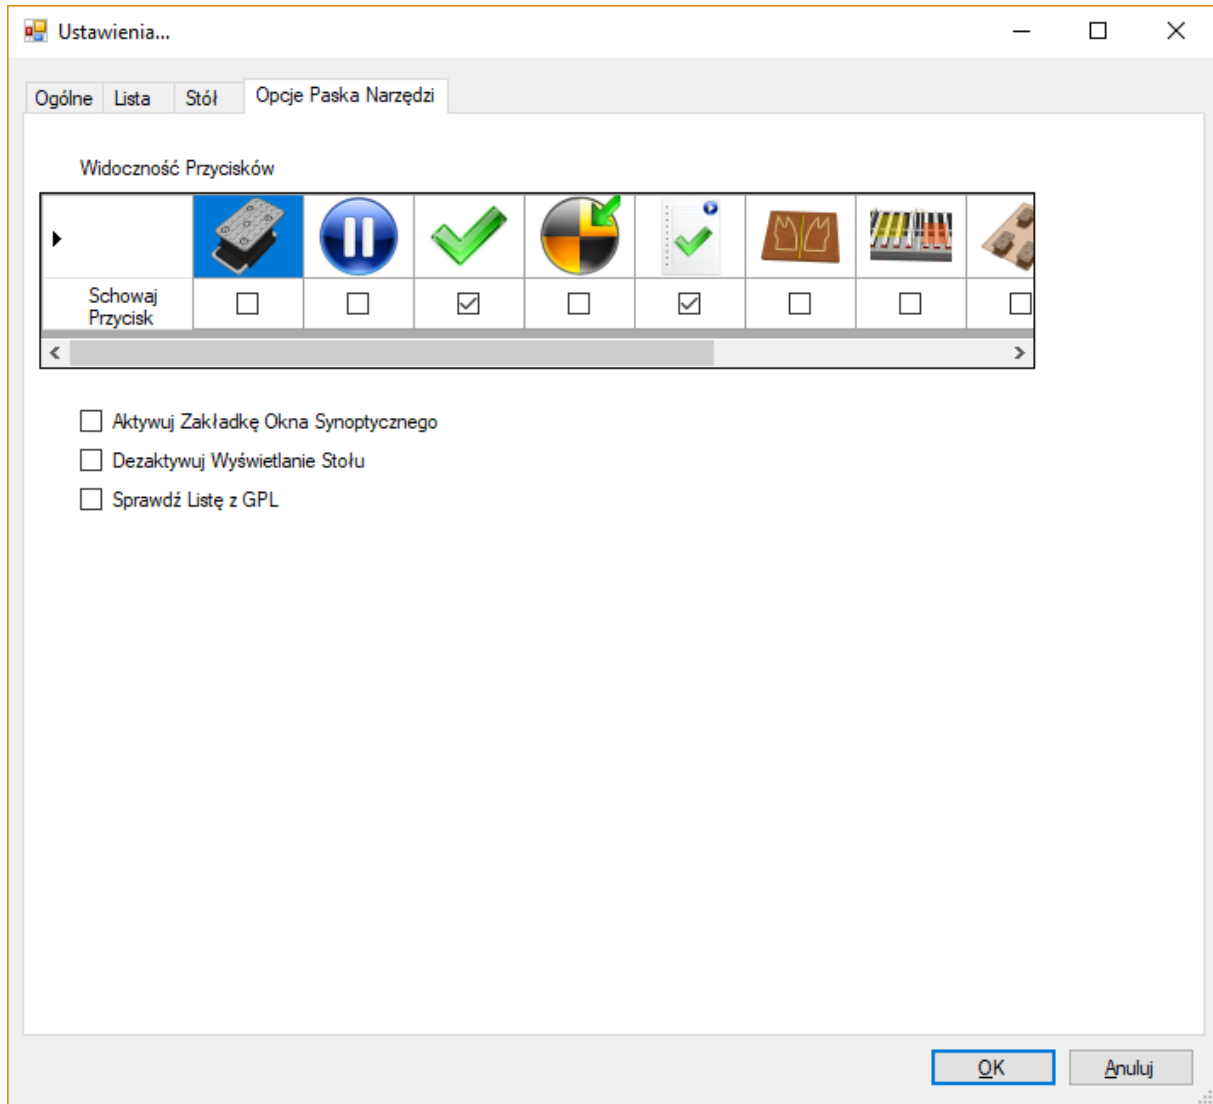 Ustawienia...
Ogólne Lista Stół Opcje Paska Narzędzi
Widoczność Przycisków
Schowaj
Przycisk
Aktywuj Zakładkę Okna Synoptycznego
Dezaktywuj Wyświetlanie Stołu
Sprawdź Listę z GPL
OK Anuluj